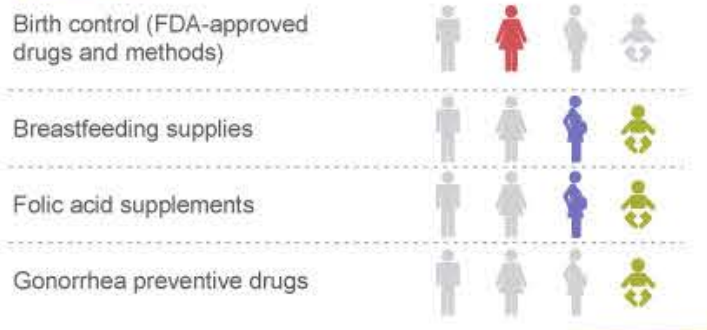 Birth control (FDA-approved
drugs and methods)
Breastfeeding supplies
Folic acid supplements
Gonorrhea preventive drugs